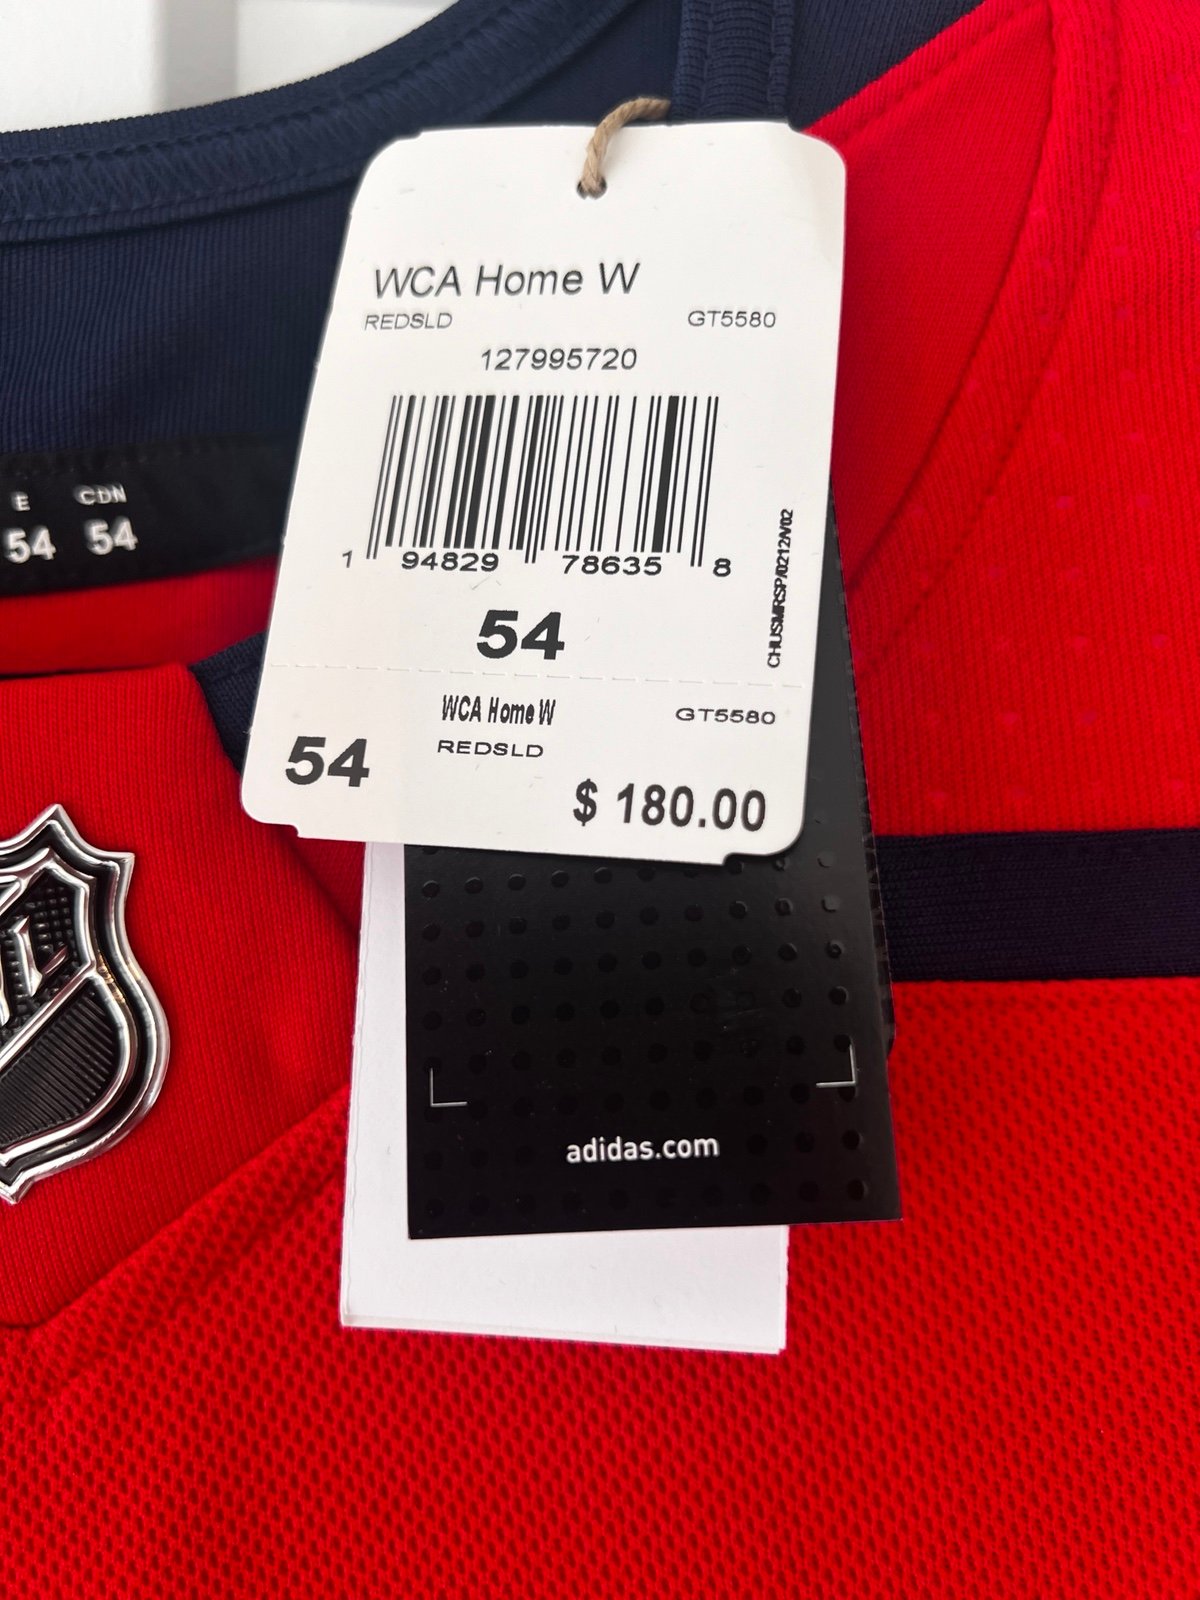 WCA Home W
REDSLD GT5580
127995720
1 94829 78635 8
CHUSMRSP/0212N/02
54
WCA Home W GT5580
REDSLD
54
$ 180.00
E CDN
54 54
adidas.com